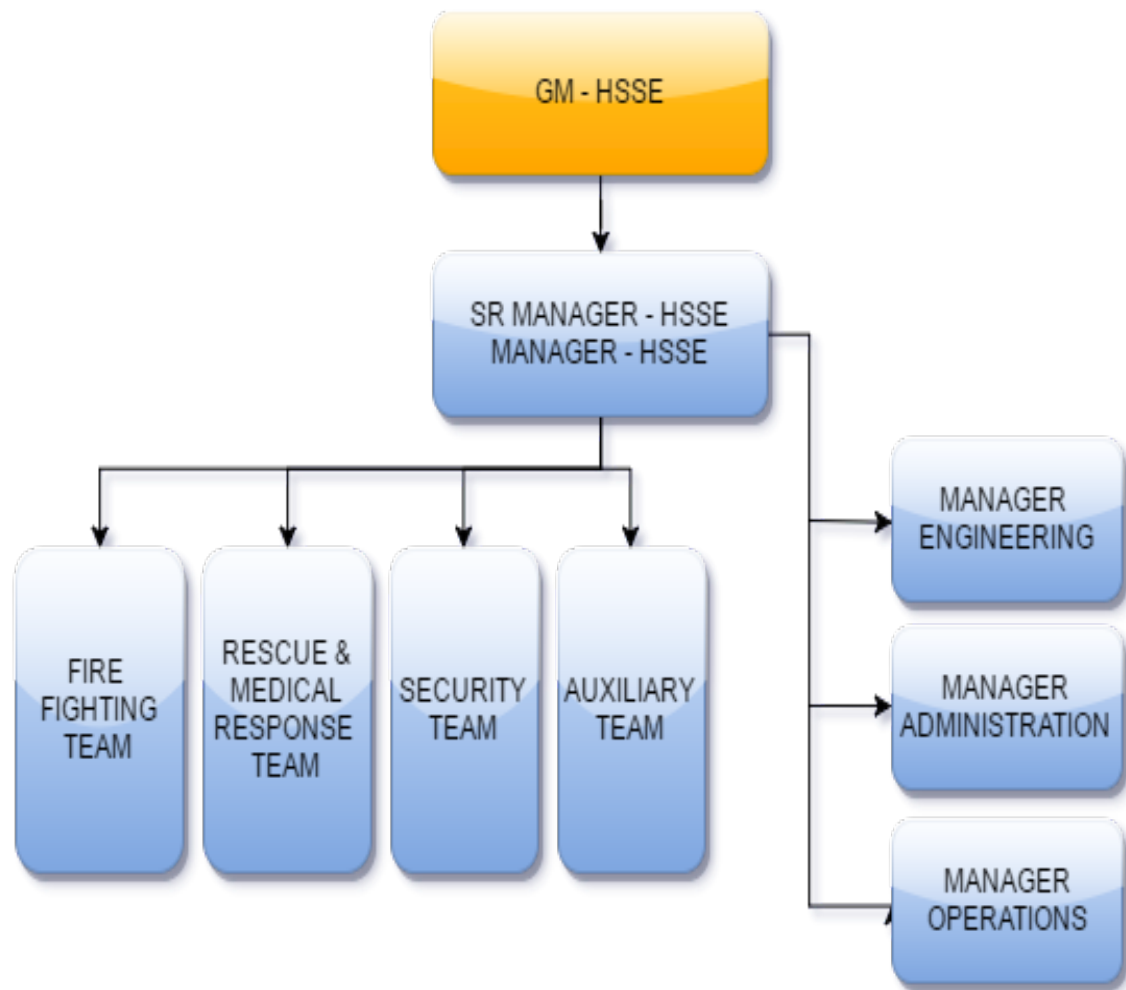 GM - HSSE
SR MANAGER - HSSE
MANAGER - HSSE
FIRE
FIGHTING
TEAM
RESCUE &
MEDICAL
RESPONSE
TEAM
SECURITY
TEAM
AUXILIARY
TEAM
MANAGER
ENGINEERING
MANAGER
ADMINISTRATION
MANAGER
OPERATIONS